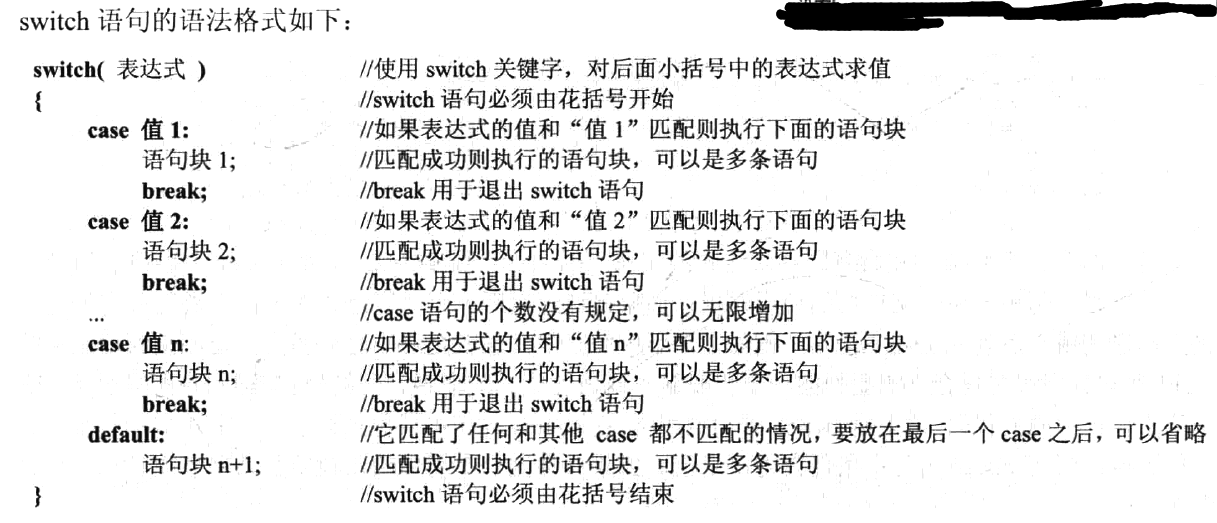 switch 语句的语法格式如下：
switch( 表达式 ) //使用 switch 关键字，对后面小括号中的表达式求值
{ //switch 语句必须由花括号开始
case 值 1: //如果表达式的值和“值 1”匹配则执行下面的语句块
语句块 1; //匹配成功则执行的语句块，可以是多条语句
break; //break 用于退出 switch 语句
case 值 2: //如果表达式的值和“值 2”匹配则执行下面的语句块
语句块 2; //匹配成功则执行的语句块，可以是多条语句
break; //break 用于退出 switch 语句
... //case 语句的个数没有规定，可以无限增加
case 值 n: //如果表达式的值和“值 n”匹配则执行下面的语句块
语句块 n; //匹配成功则执行的语句块，可以是多条语句
break; //break 用于退出 switch 语句
default: //它匹配了任何和其他 case 都不匹配的情况，要放在最后一个 case 之后，可以省略
语句块 n+1; //匹配成功则执行的语句块，可以是多条语句
} //switch 语句必须由花括号结束